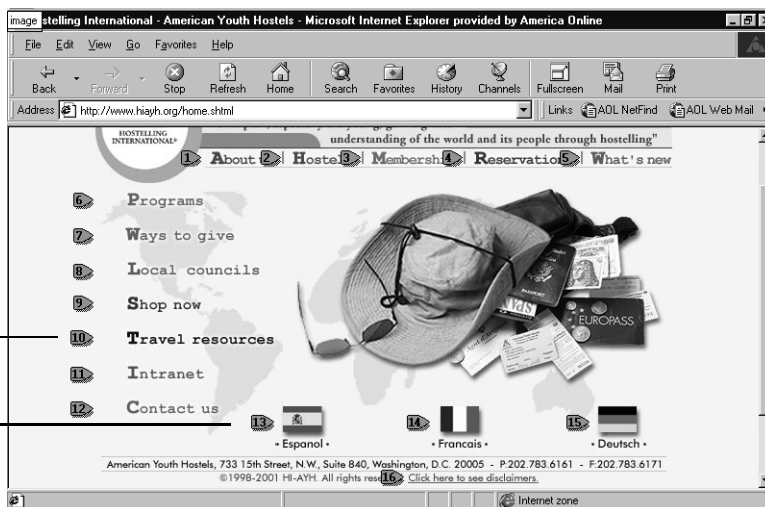 image stelling International - American Youth Hostels - Microsoft Internet Explorer provided by America Online
File Edit View Go Favorites Help
Back Forward Stop Refresh Home Search Favorites History Channels Fullscreen Mail Print
Address http://www.hiayh.org/home.shtml Links AOL NetFind AOL Web Mail
HOSTELLING
INTERNATIONAL®
understanding of the world and its people through hostelling"
1 About 2 Hostel 3 Membersh 4 Reservatio 5 What's new
6 Programs
7 Ways to give
8 Local councils
9 Shop now
10 Travel resources
11 Intranet
12 Contact us
PASSPORT
SPAIN
EUROPASS
13 14 15
• Espanol • • Francais • • Deutsch •
American Youth Hostels, 733 15th Street, N.W., Suite 840, Washington, D.C. 20005 - P:202.783.6161 - F:202.783.6171
©1998-2001 HI-AYH. All rights rese 16 Click here to see disclaimers.
Internet zone